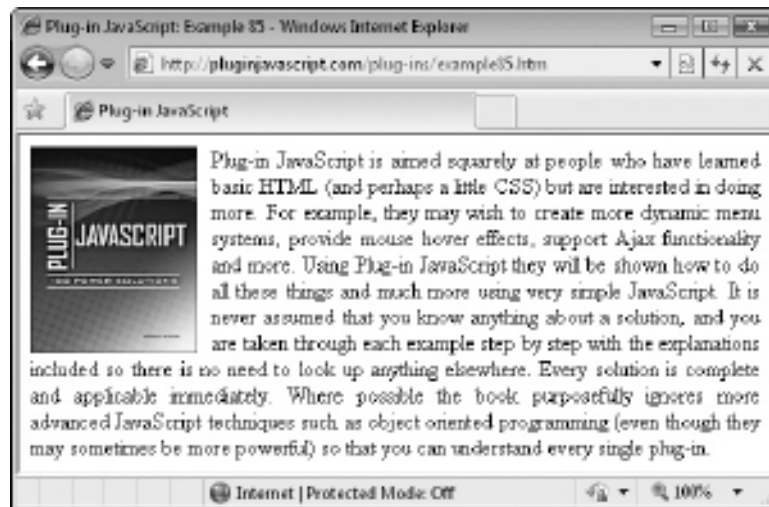 Plug-in JavaScript: Example 85 - Windows Internet Explorer
http://pluginjavascript.com/plug-ins/example85.htm
Plug-in JavaScript
PLUG-IN
JAVASCRIPT
100 POWER SOLUTIONS
Plug-in JavaScript is aimed squarely at people who have learned
basic HTML (and perhaps a little CSS) but are interested in doing
more. For example, they may wish to create more dynamic menu
systems, provide mouse hover effects, support Ajax functionality
and more. Using Plug-in JavaScript they will be shown how to do
all these things and much more using very simple JavaScript. It is
never assumed that you know anything about a solution, and you
are taken through each example step by step with the explanations
included so there is no need to look up anything elsewhere. Every solution is complete
and applicable immediately. Where possible the book purposefully ignores more
advanced JavaScript techniques such as object oriented programming (even though they
may sometimes be more powerful) so that you can understand every single plug-in.
Internet | Protected Mode: Off
100%